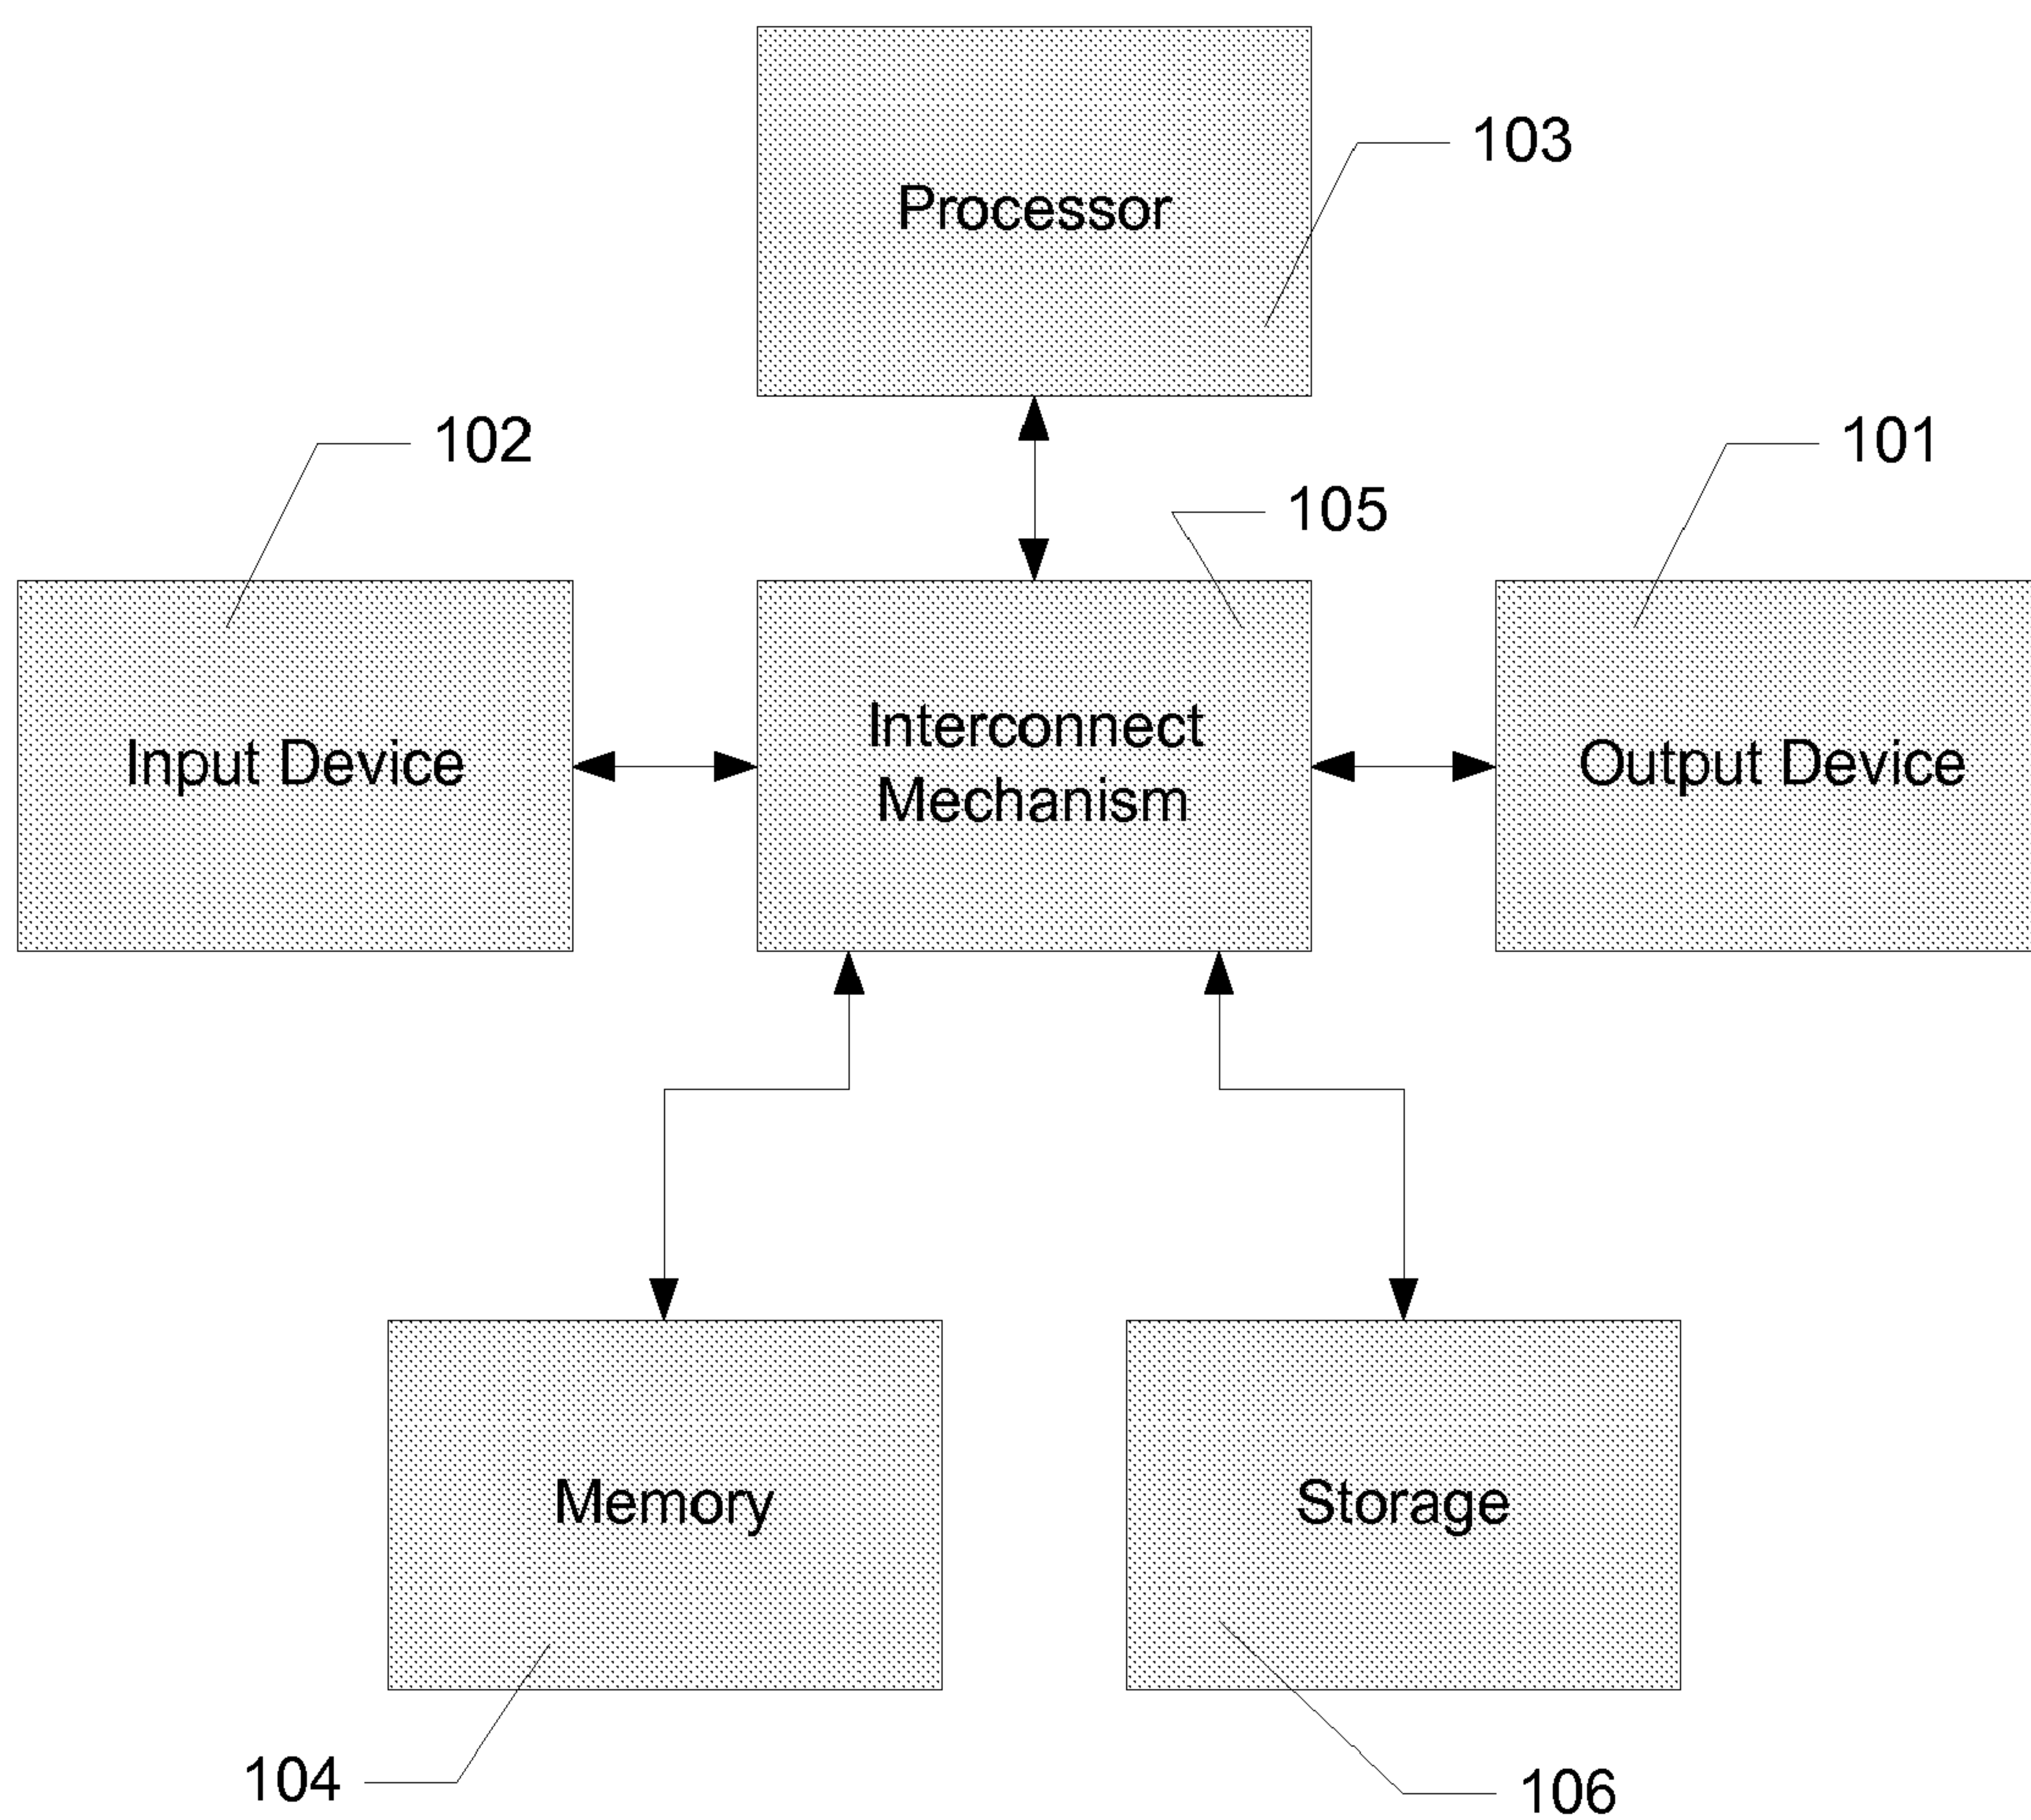 103
Processor
102
101
105
Input Device
Interconnect
Mechanism
Output Device
Memory
Storage
104
106